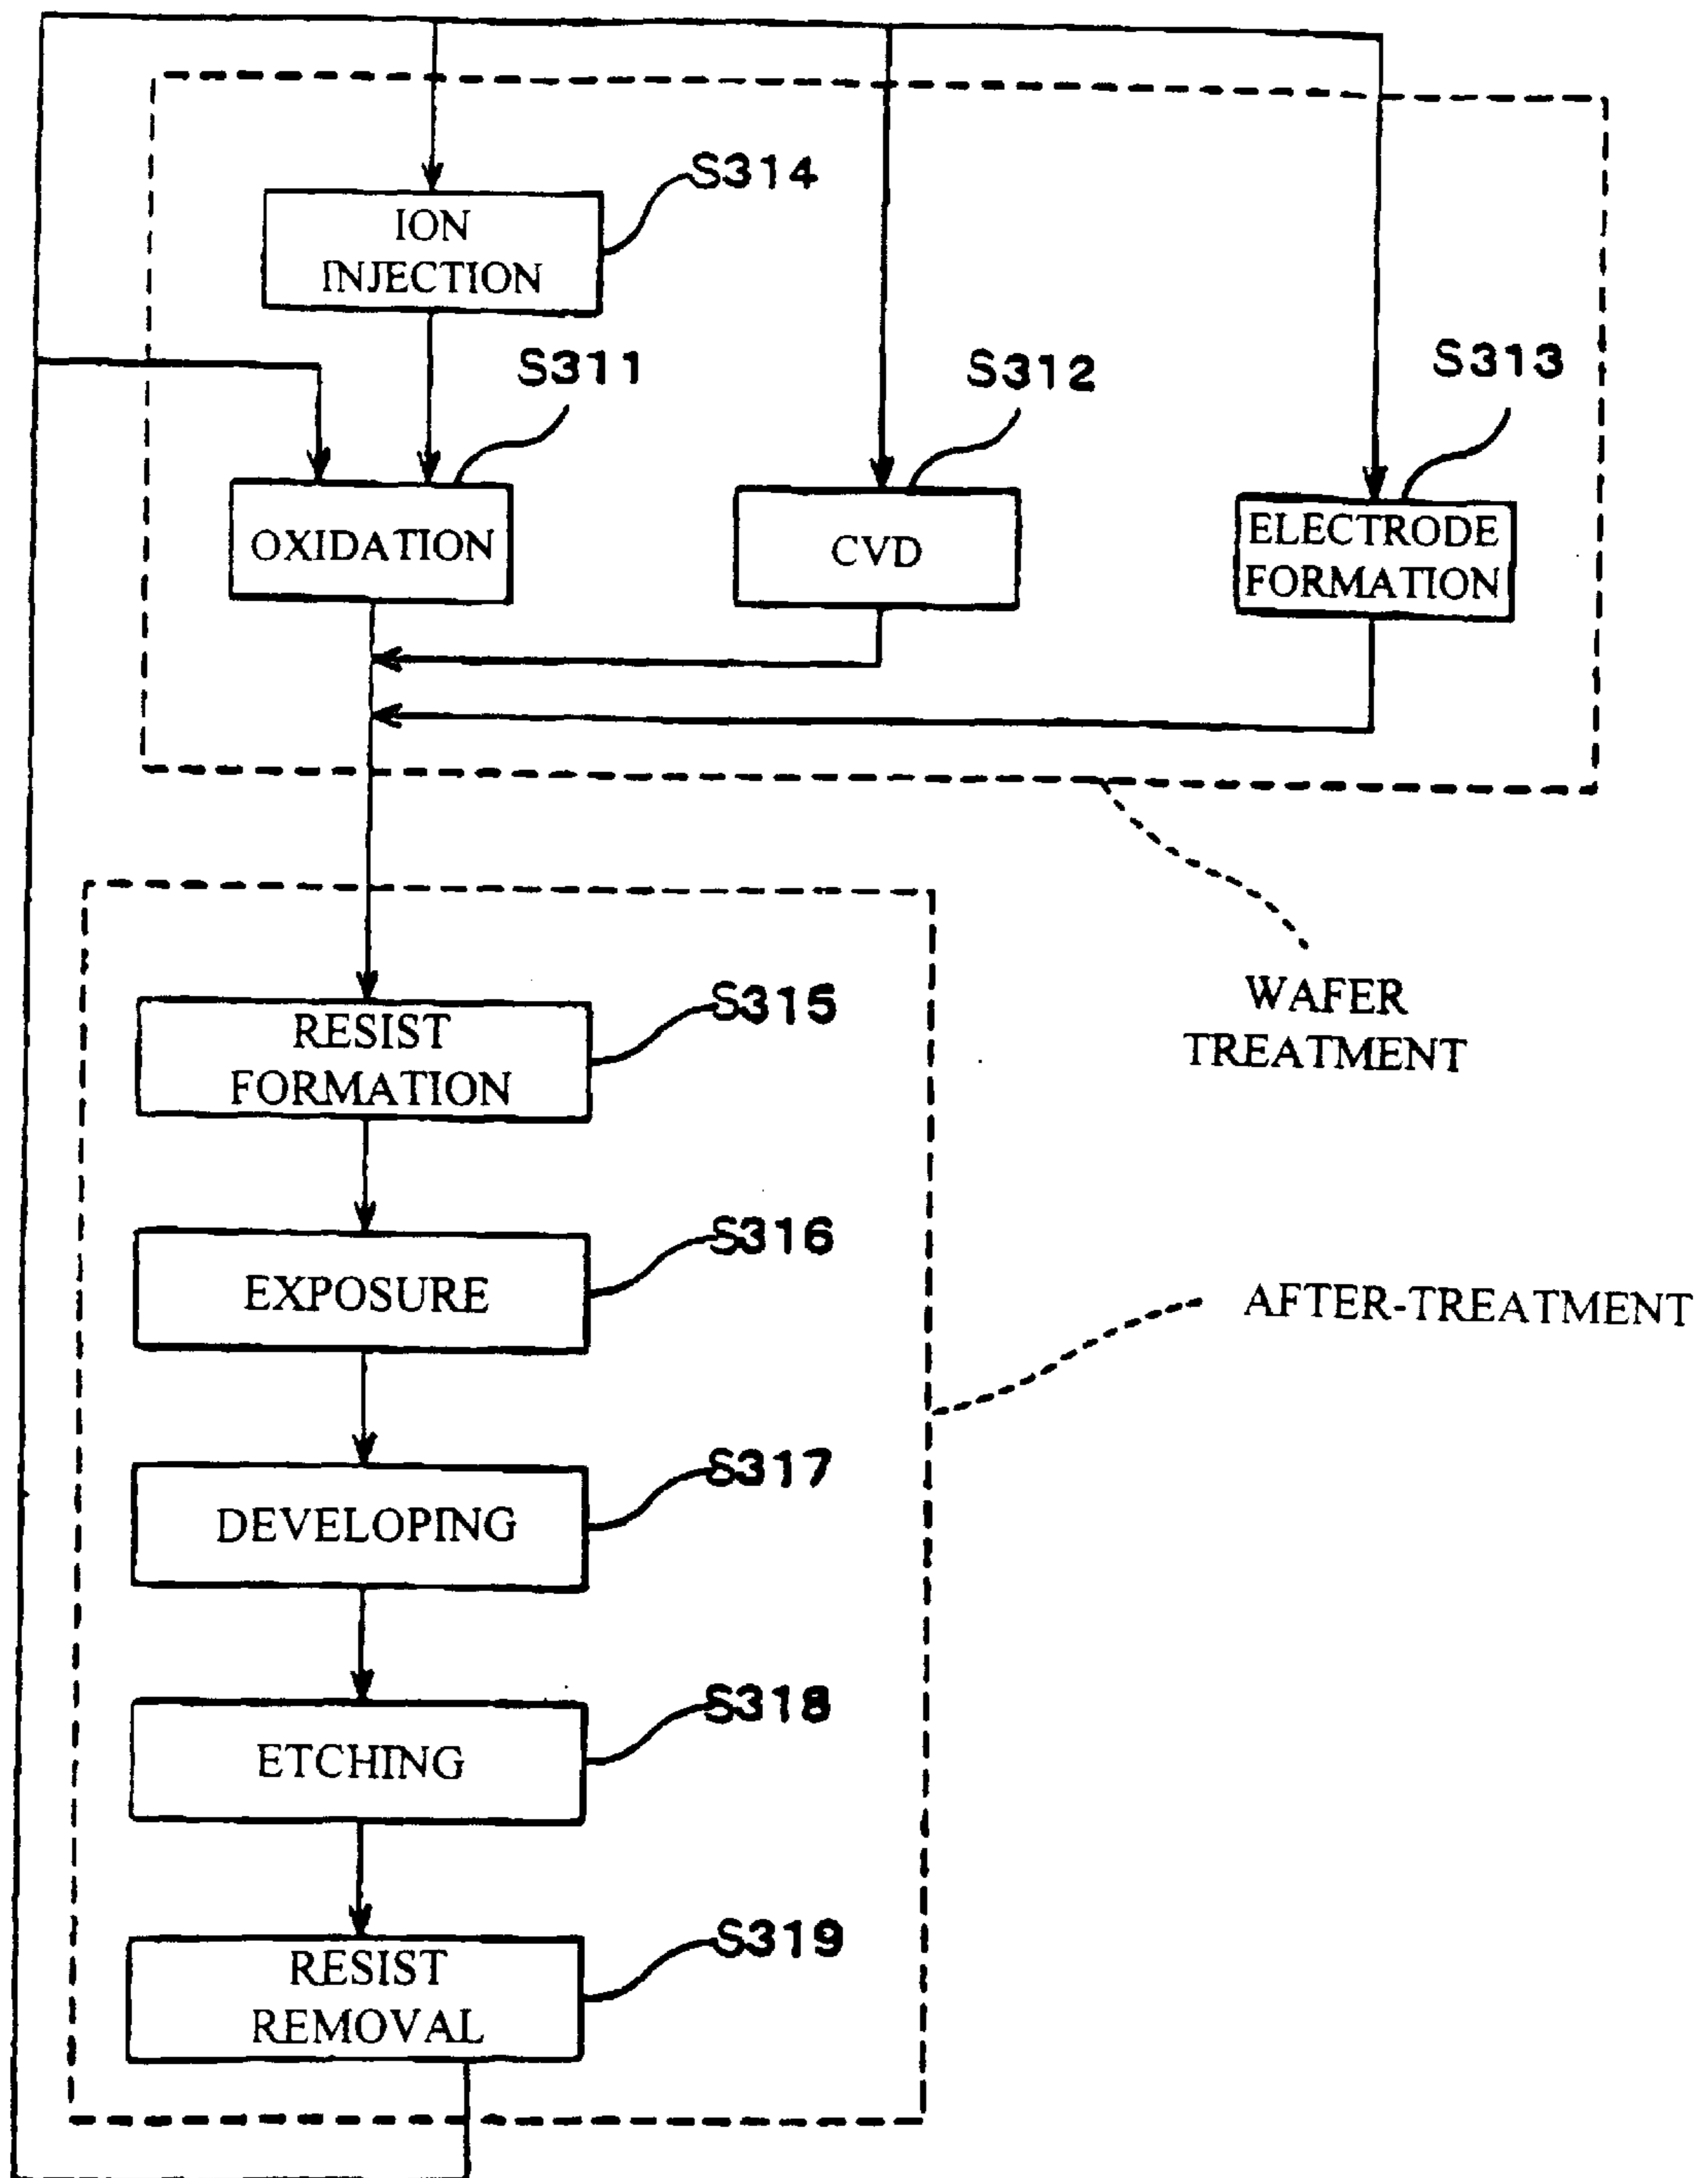 S314
ION
INJECTION
S311
S312
S313
OXIDATION
CVD
ELECTRODE
FORMATION
WAFER
TREATMENT
S315
RESIST
FORMATION
S316
EXPOSURE
AFTER-TREATMENT
S317
DEVELOPING
S318
ETCHING
S319
RESIST
REMOVAL